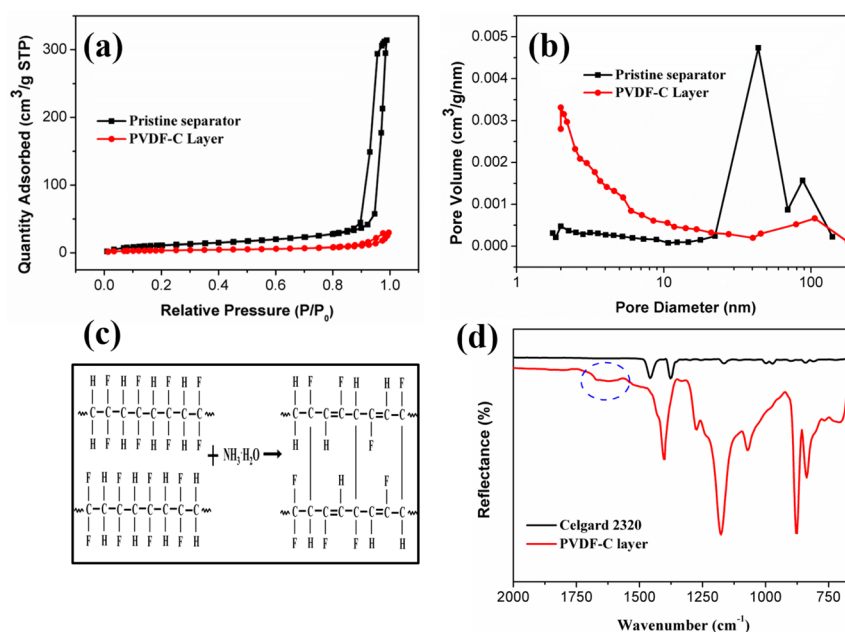 (a)
Quantity Adsorbed (cm³/g STP)
300
200
100
0
Pristine separator
PVDF-C Layer
0.0 0.2 0.4 0.6 0.8 1.0
Relative Pressure (P/P₀)
(b)
Pore Volume (cm³/g/nm)
0.005
0.004
0.003
0.002
0.001
0.000
Pristine separator
PVDF-C Layer
1 10 100
Pore Diameter (nm)
(c)
H F F F F H F
C-C-C-C-C-C-C
H H H H H F H
F H H H H F H
C-C-C-C-C-C-C
F F F F F H F
+ NH₃·H₂O
F H H F
C-C-C=C-C-C=C-C
H H F
F H F
C-C-C=C-C-C=C-C
F F H H
(d)
Reflectance (%)
Celgard 2320
PVDF-C layer
2000 1750 1500 1250 1000 750
Wavenumber (cm⁻¹)